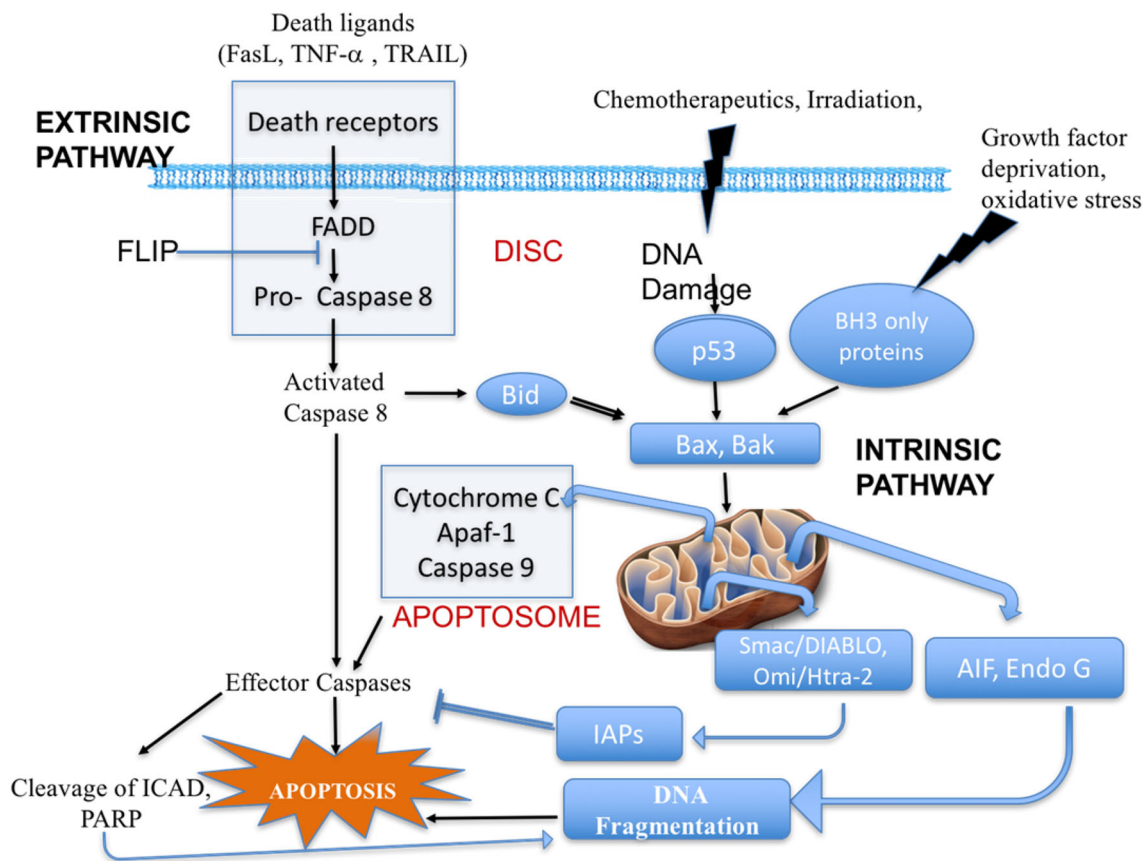 Death ligands
(FasL, TNF-α , TRAIL)
Death receptors
EXTRINSIC
PATHWAY
FADD
FLIP
DISC
Pro- Caspase 8
Activated
Caspase 8
Chemotherapeutics, Irradiation,
Growth factor
deprivation,
oxidative stress
DNA
Damage
p53
BH3 only
proteins
Bid
Bax, Bak
INTRINSIC
PATHWAY
Cytochrome C
Apaf-1
Caspase 9
APOPTOSOME
Smac/DIABLO,
Omi/Htra-2
AIF, Endo G
Effector Caspases
IAPs
Cleavage of ICAD,
PARP
APOPTOSIS
DNA
Fragmentation